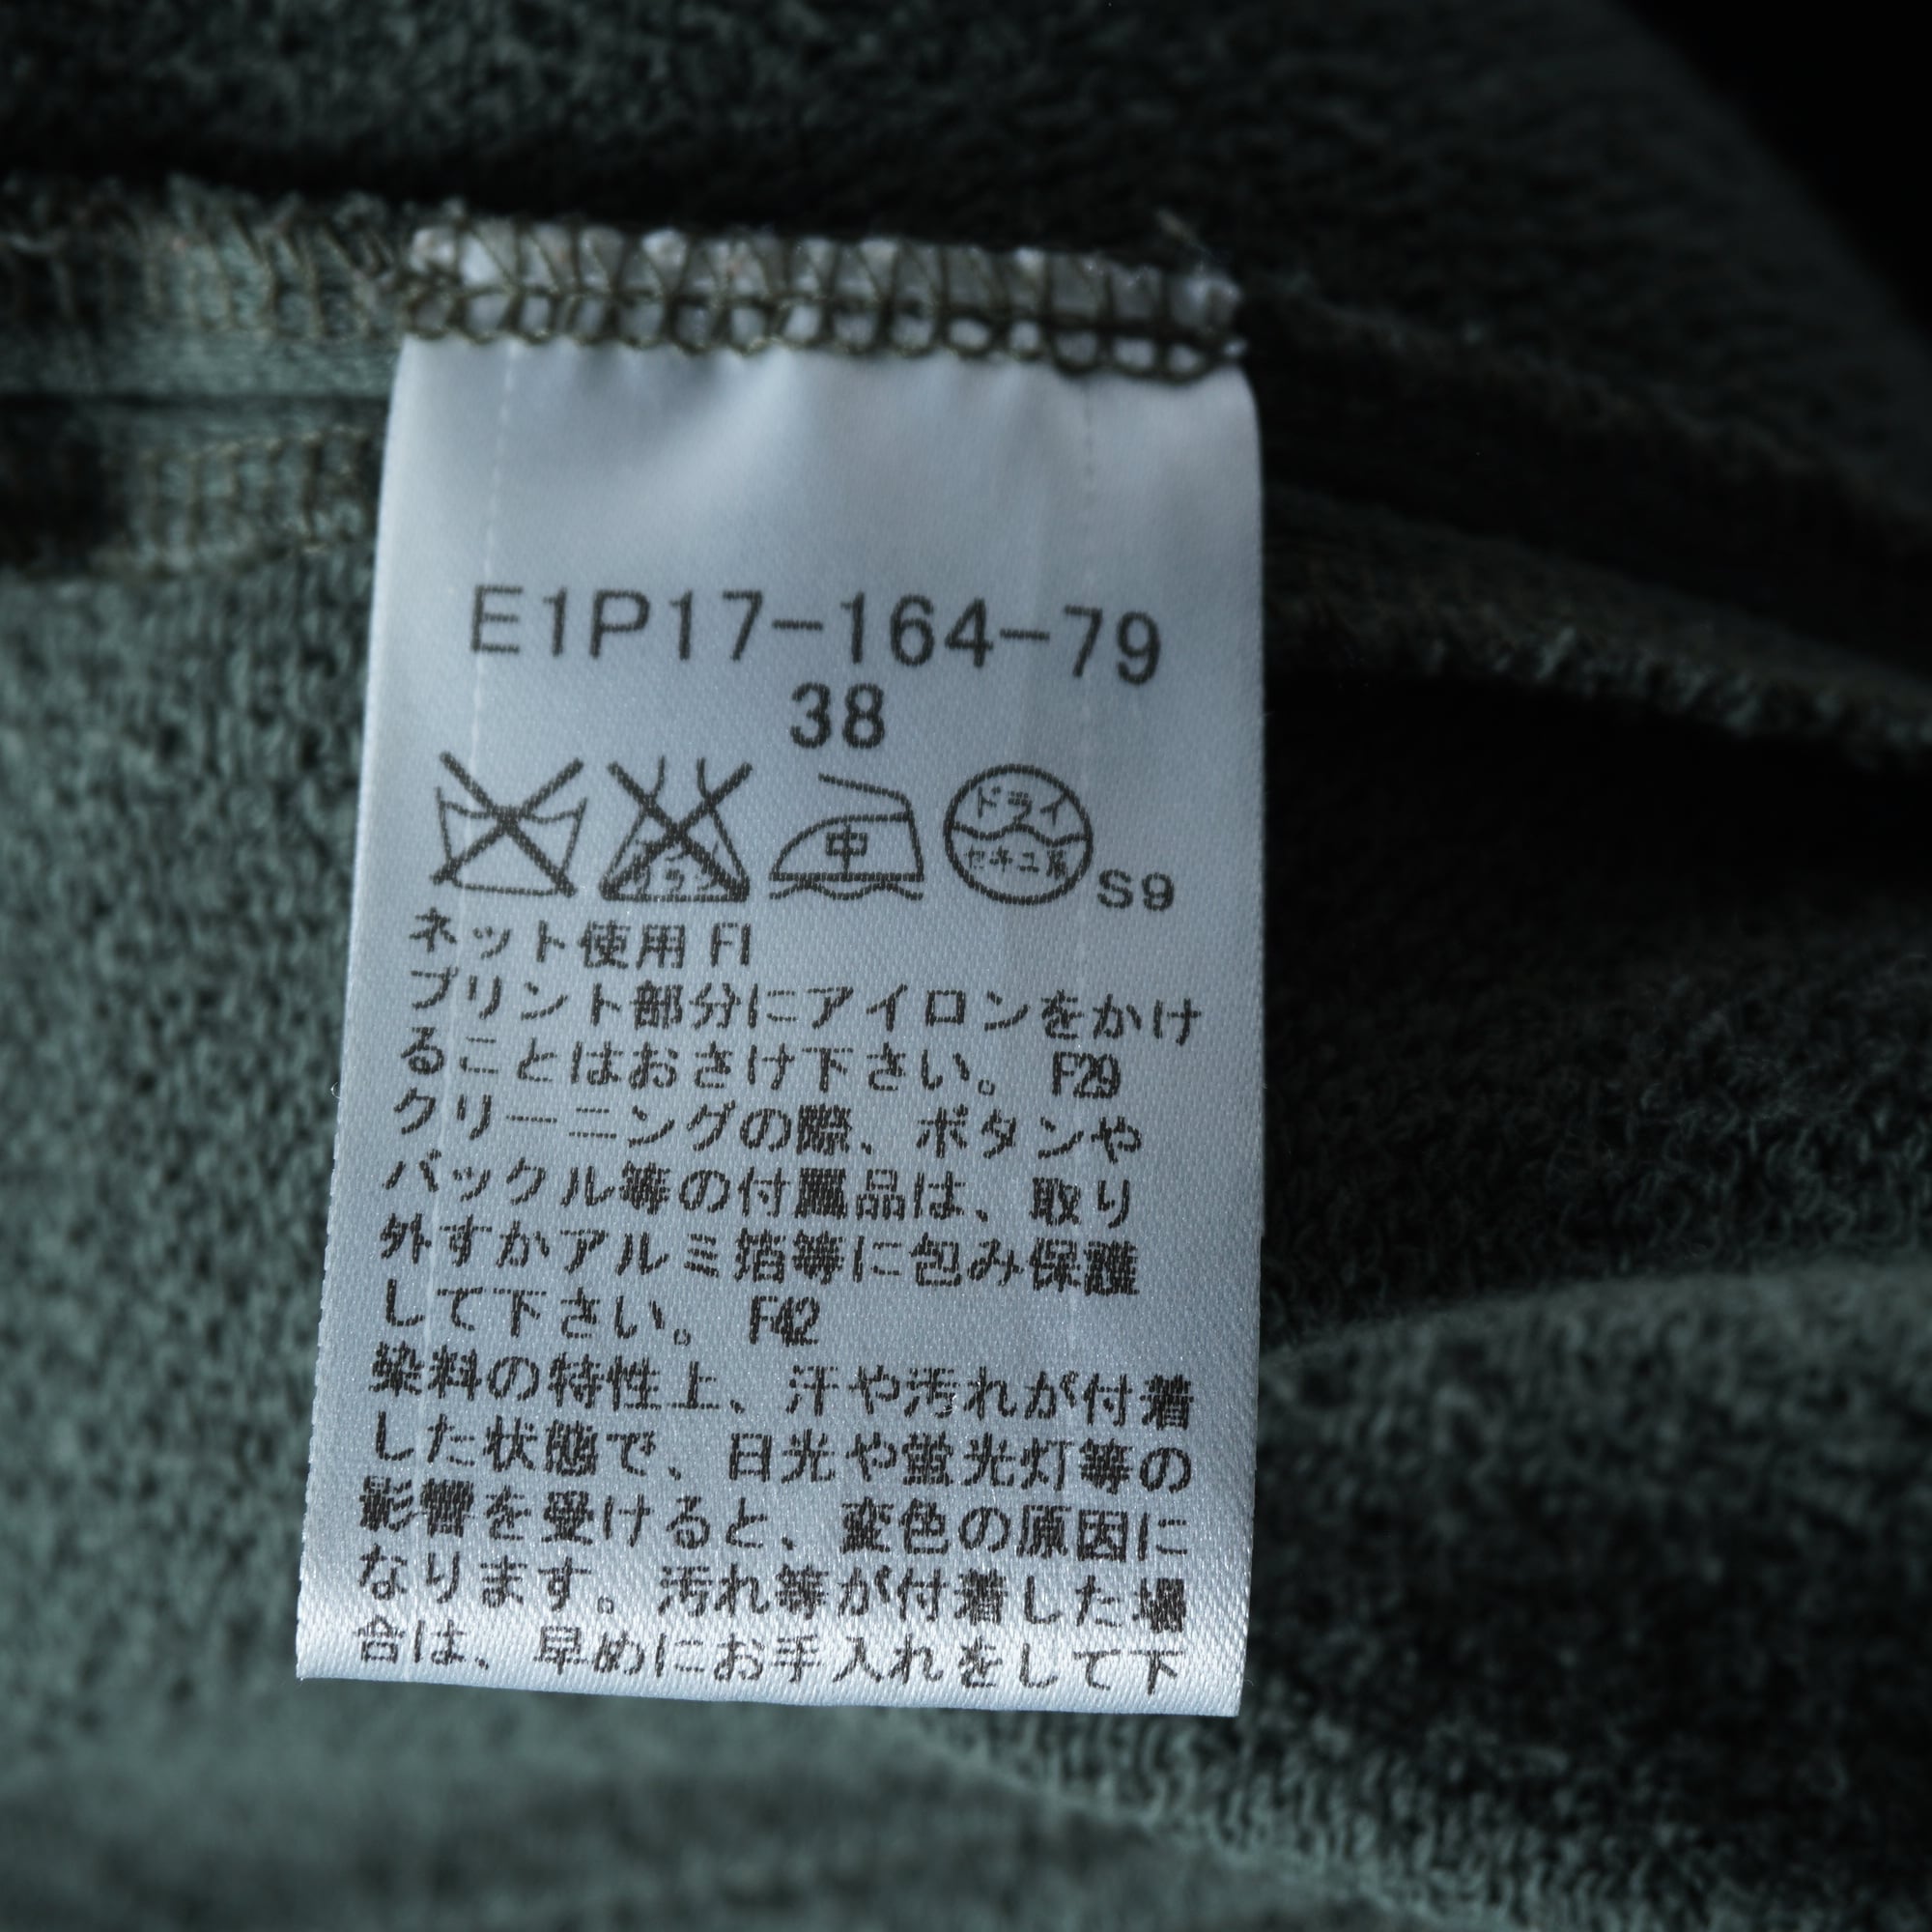 E1P17-164-79
38
中
ドライ
セキユ系
S9
ネット使用 F1
プリント部分にアイロンをかけ
ることはおさけ下さい。 F29
クリーニングの際、ボタンや
バックル等の付属品は、取り
外すかアルミ箔等に包み保護
して下さい。 F42
染料の特性上、汗や汚れが付着
した状態で、日光や蛍光灯等の
影響を受けると、変色の原因に
なります。汚れ等が付着した場
合は、早めにお手入れをして下